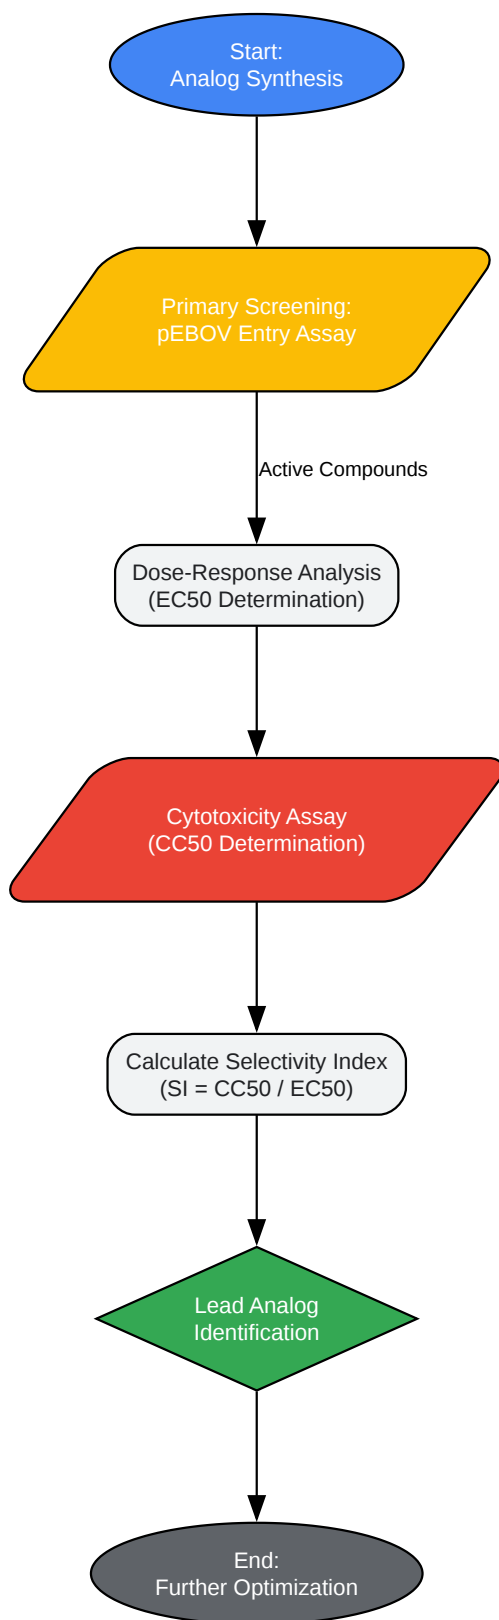 Start:
Analog Synthesis
Primary Screening:
pEBOV Entry Assay
Active Compounds
Dose-Response Analysis
(EC50 Determination)
Cytotoxicity Assay
(CC50 Determination)
Calculate Selectivity Index
(SI = CC50 / EC50)
Lead Analog
Identification
End:
Further Optimization